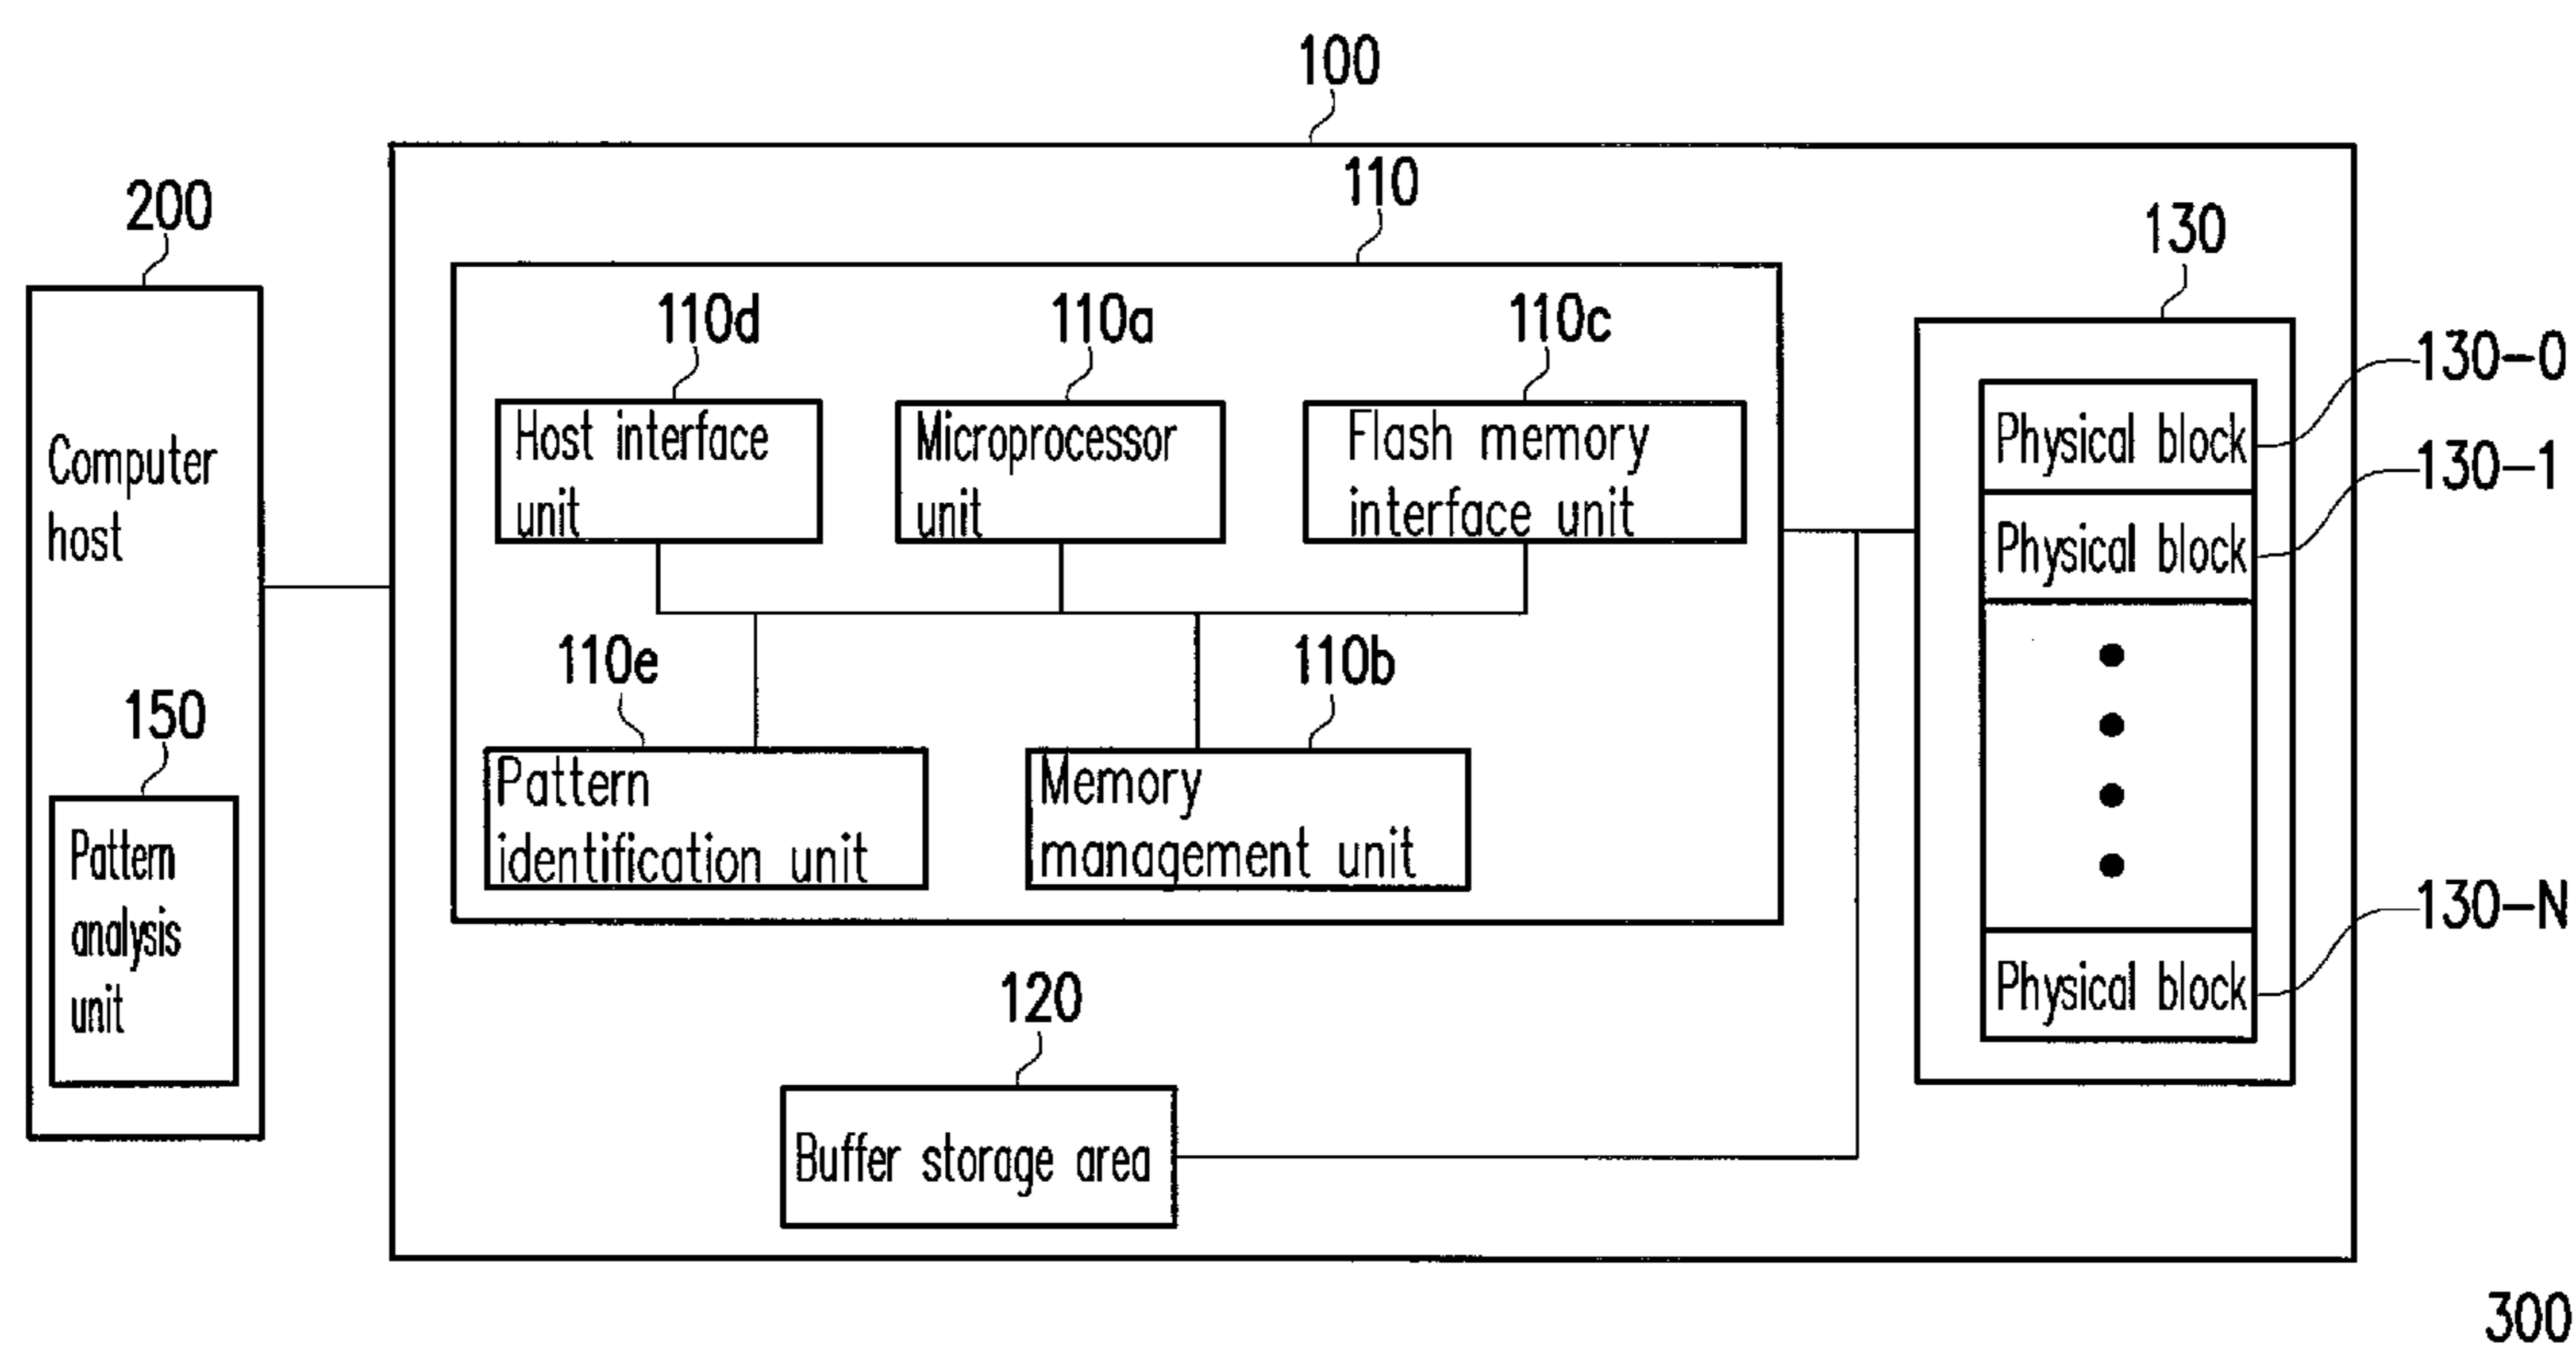 100
110
200
130
110d
110a
110c
130-0
Host interface
unit
Microprocessor
unit
Flash memory
interface unit
Physical block
130-1
Computer
host
Physical block
110e
110b
150
Pattern
identification unit
Memory
management unit
Pattern
analysis
unit
130-N
Physical block
120
Buffer storage area
300